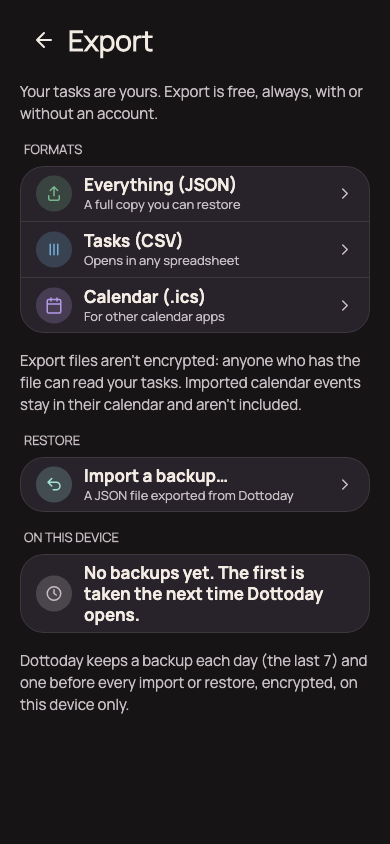 Export
Your tasks are yours. Export is free, always, with or
without an account.
FORMATS
Everything (JSON)
A full copy you can restore
Tasks (CSV)
Opens in any spreadsheet
Calendar (.ics)
For other calendar apps
Export files aren't encrypted: anyone who has the
file can read your tasks. Imported calendar events
stay in their calendar and aren't included.
RESTORE
Import a backup...
A JSON file exported from Dottoday
ON THIS DEVICE
No backups yet. The first is
taken the next time Dottoday
opens.
Dottoday keeps a backup each day (the last 7) and
one before every import or restore, encrypted, on
this device only.